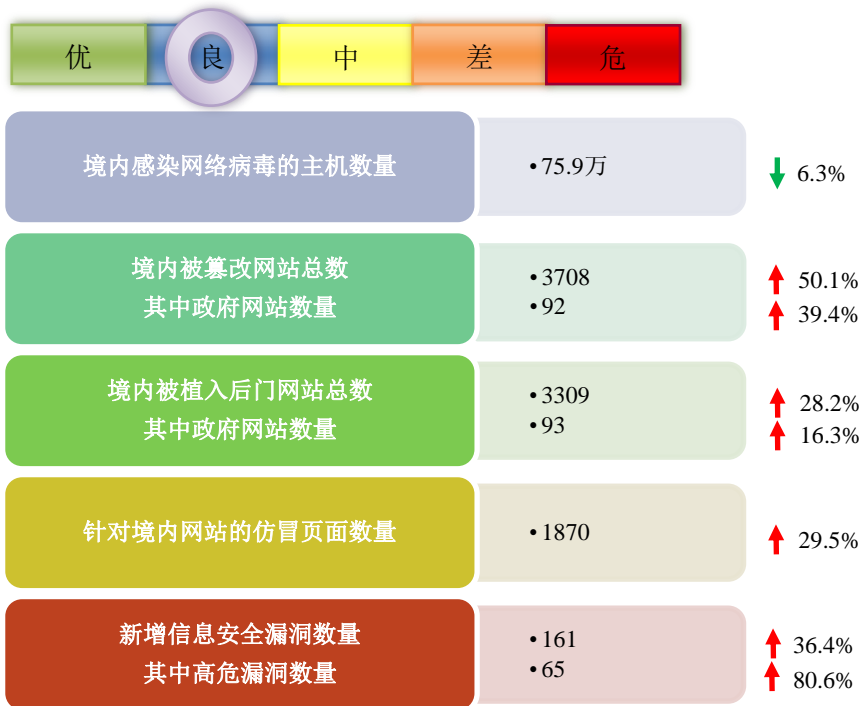 优 良 中 差 危
境内感染网络病毒的主机数量 •75.9万 6.3%
境内被篡改网站总数 •3708 50.1%
其中政府网站数量 •92 39.4%
境内被植入后门网站总数 •3309 28.2%
其中政府网站数量 •93 16.3%
针对境内网站的仿冒页面数量 •1870 29.5%
新增信息安全漏洞数量 •161 36.4%
其中高危漏洞数量 •65 80.6%